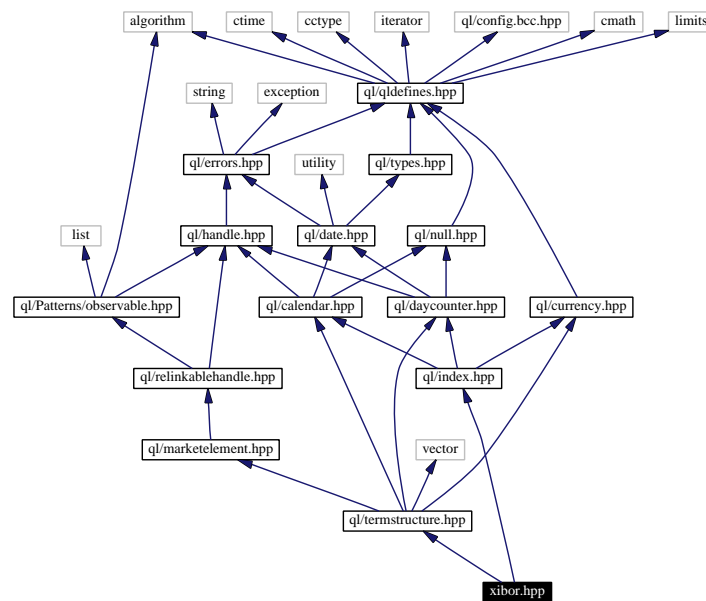 algorithm
ctime
cctype
iterator
ql/config.bcc.hpp
cmath
limits
string
exception
ql/qldefines.hpp
ql/errors.hpp
utility
ql/types.hpp
list
ql/handle.hpp
ql/date.hpp
ql/null.hpp
ql/Patterns/observable.hpp
ql/calendar.hpp
ql/daycounter.hpp
ql/currency.hpp
ql/relinkablehandle.hpp
ql/index.hpp
ql/marketelement.hpp
vector
ql/termstructure.hpp
xibor.hpp